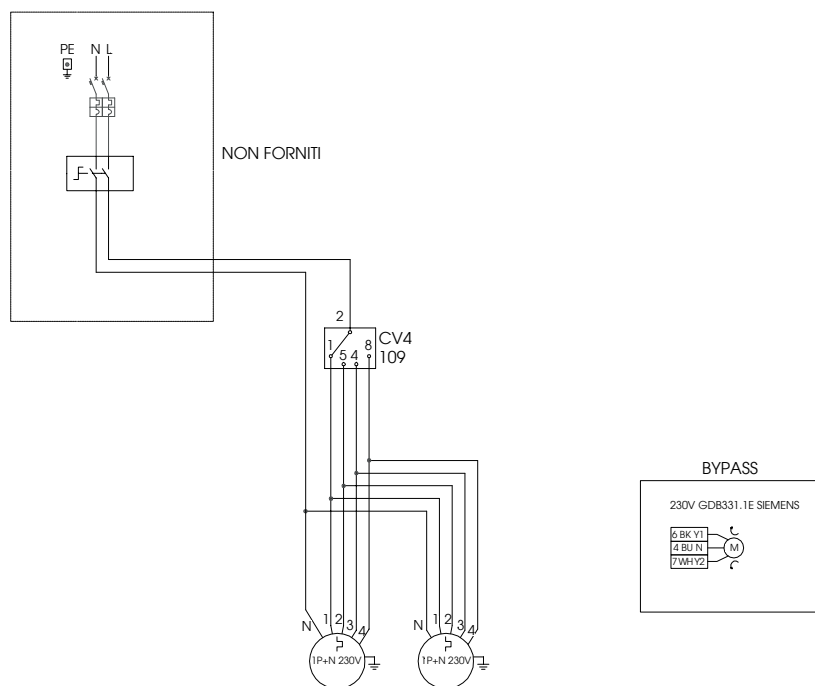 PE N L
NON FORNITI
2
CV4
109
1 5 4 8
BYPASS
230V GDB331.1E SIEMENS
6 BK Y1
4 BU N
7 WH Y2
M
N 1 2 3 4
1P+N 230V
N 1 2 3 4
1P+N 230V